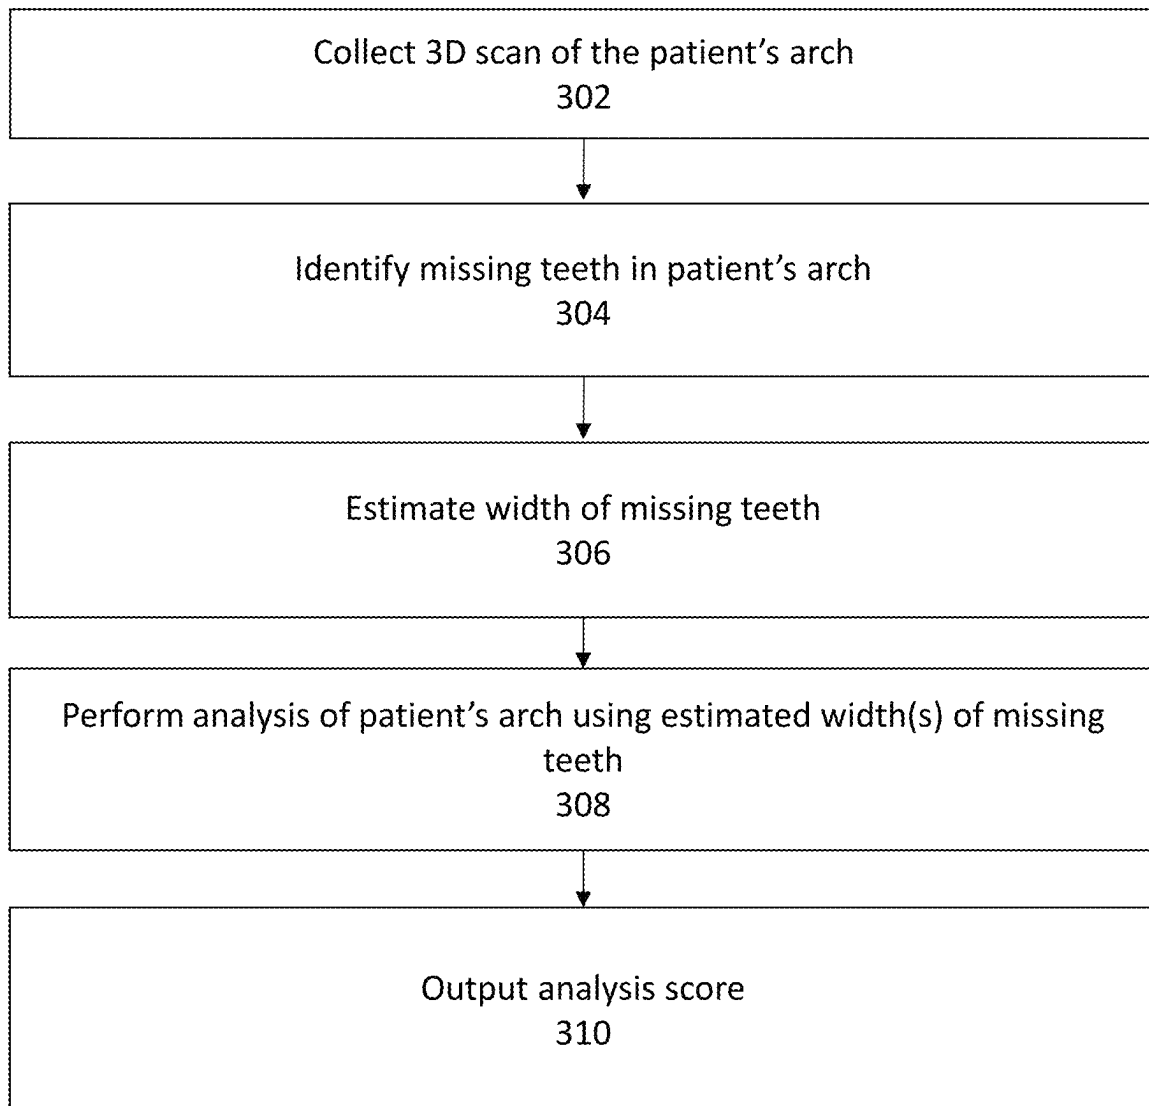 Collect 3D scan of the patient’s arch
302
Identify missing teeth in patient’s arch
304
Estimate width of missing teeth
306
Perform analysis of patient’s arch using estimated width(s) of missing
teeth
308
Output analysis score
310